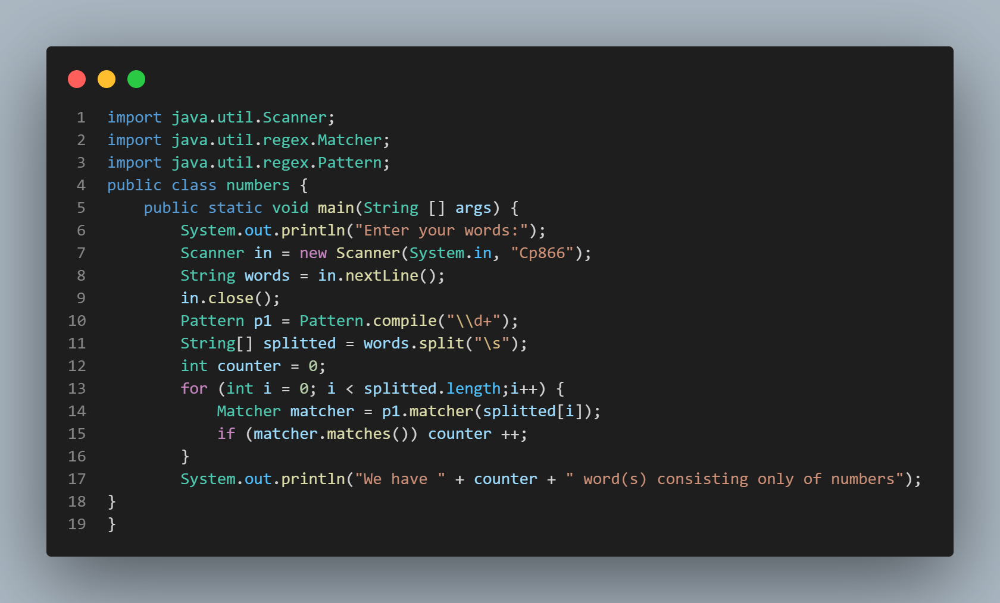 1 import java.util.Scanner;
2 import java.util.regex.Matcher;
3 import java.util.regex.Pattern;
4 public class numbers {
5     public static void main(String [] args) {
6         System.out.println("Enter your words:");
7         Scanner in = new Scanner(System.in, "Cp866");
8         String words = in.nextLine();
9         in.close();
10         Pattern p1 = Pattern.compile("\\d+");
11         String[] splitted = words.split("\s");
12         int counter = 0;
13         for (int i = 0; i < splitted.length;i++) {
14             Matcher matcher = p1.matcher(splitted[i]);
15             if (matcher.matches()) counter ++;
16         }
17         System.out.println("We have " + counter + " word(s) consisting only of numbers");
18 }
19 }